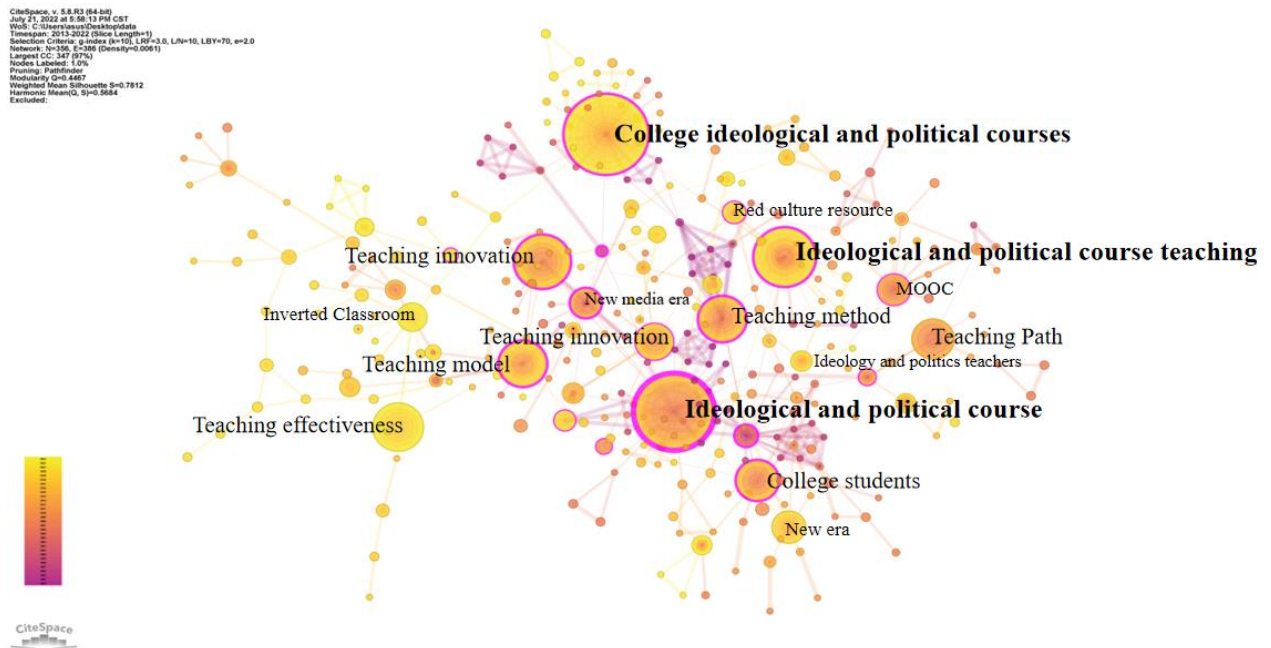 CiteSpace, v. 5.8.R3 (64-bit)
July 21, 2022 at 5:58:13 PM CST
WoS: C:\Users\asus\Desktop\data
Timespan: 2013-2022 (Slice Length=1)
Selection Criteria: g-index (k=10), LRF=3.0, L/N=10, LBY=70, e=2.0
Network: N=356, E=386 (Density=0.0061)
Largest CC: 347 (97%)
Nodes Labeled: 1.0%
Pruning: Pathfinder
Modularity Q=0.4467
Weighted Mean Silhouette S=0.7812
Harmonic Mean(Q, S)=0.5684
Excluded:
College ideological and political courses
Red culture resource
Teaching innovation
Ideological and political course teaching
MOOC
New media era
Inverted Classroom
Teaching method
Teaching innovation
Teaching Path
Teaching model
Ideology and politics teachers
Ideological and political course
Teaching effectiveness
College students
New era
CiteSpace